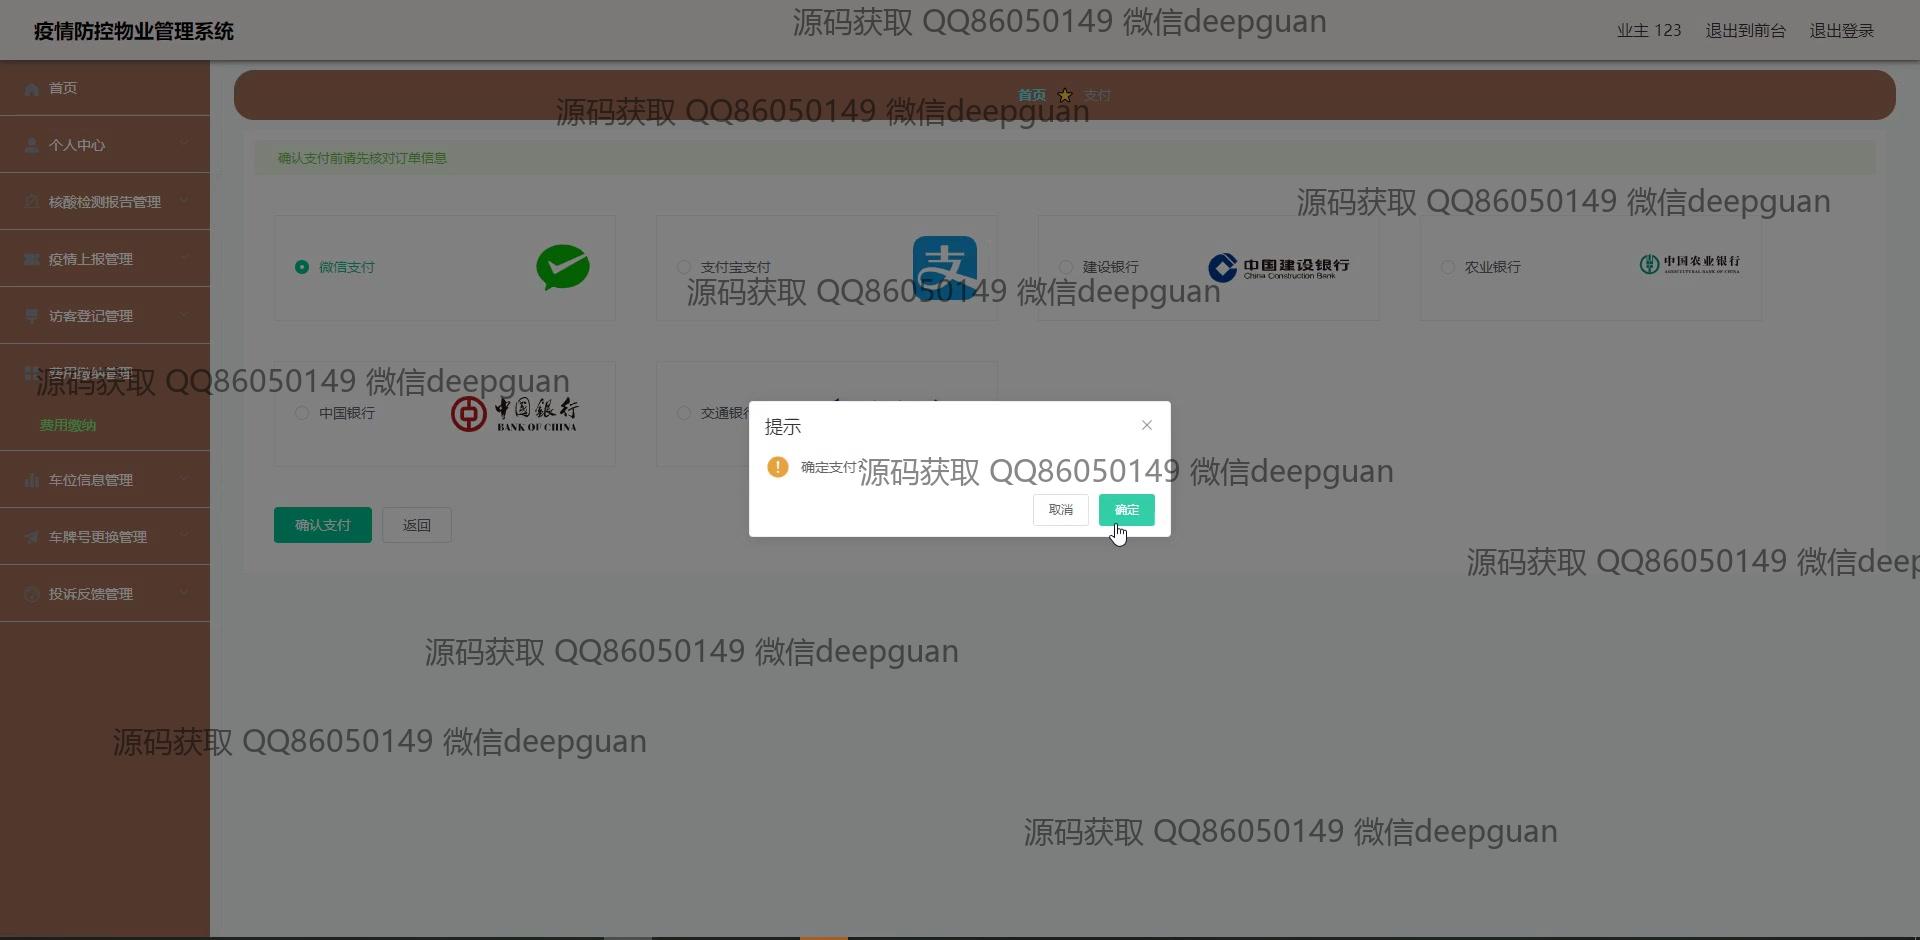 疫情防控物业管理系统
源码获取 QQ86050149 微信deepguan
业主 123
退出到前台
退出登录
首页
个人中心
核酸检测报告管理
疫情上报管理
访客登记管理
费用缴纳管理
费用缴纳
车位信息管理
车牌号更换管理
投诉反馈管理
首页
支付
源码获取 QQ86050149 微信deepguan
确认支付前请先核对订单信息
源码获取 QQ86050149 微信deepguan
微信支付
支付宝支付
支
建设银行
中国建设银行
China Construction Bank
农业银行
中国农业银行
AGRICULTURAL BANK OF CHINA
源码获取 QQ86050149 微信deepguan
源码获取 QQ86050149 微信deepguan
中国银行
中国银行
BANK OF CHINA
交通银行
提示
确定支付?
源码获取 QQ86050149 微信deepguan
取消
确定
确认支付
返回
源码获取 QQ86050149 微信deep
源码获取 QQ86050149 微信deepguan
源码获取 QQ86050149 微信deepguan
源码获取 QQ86050149 微信deepguan